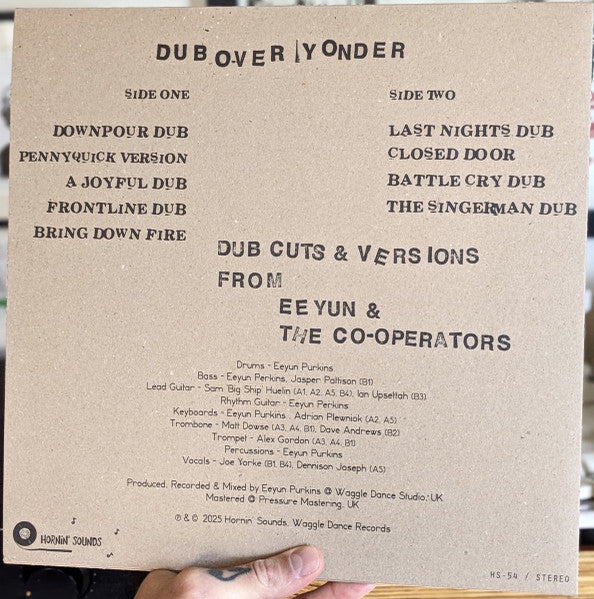 DUB OVER YONDER
SIDE ONE
DOWNPOUR DUB
PENNYQUICK VERSION
A JOYFUL DUB
FRONTLINE DUB
BRING DOWN FIRE
SIDE TWO
LAST NIGHTS DUB
CLOSED DOOR
BATTLE CRY DUB
THE SINGERMAN DUB
DUB CUTS & VERSIONS
FROM
EEYUN &
THE CO-OPERATORS
Drums - Eeyun Purkins
Bass - Eeyun Perkins, Jasper Pattison (B1)
Lead Guitar - Sam 'Big Ship' Huelin (A1, A2, A5, B4), Ian Upsettah (B3)
Rhythm Guitar - Eeyun Perkins
Keyboards - Eeyun Purkins , Adrian Plewniok (A2, A5)
Trombone - Matt Dowse (A3, A4, B1), Dave Andrews (B2)
Trompet - Alex Gordon (A3, A4, B1)
Percussions - Eeyun Purkins
Vocals - Joe Yorke (B1, B4), Dennison Joseph (A5)
Produced, Recorded & Mixed by Eeyun Purkins @ Waggle Dance Studio, UK
Mastered @ Pressure Mastering, UK
℗ & © 2025 Hornin' Sounds, Waggle Dance Records
HORNIN' SOUNDS
HS-54 / STEREO